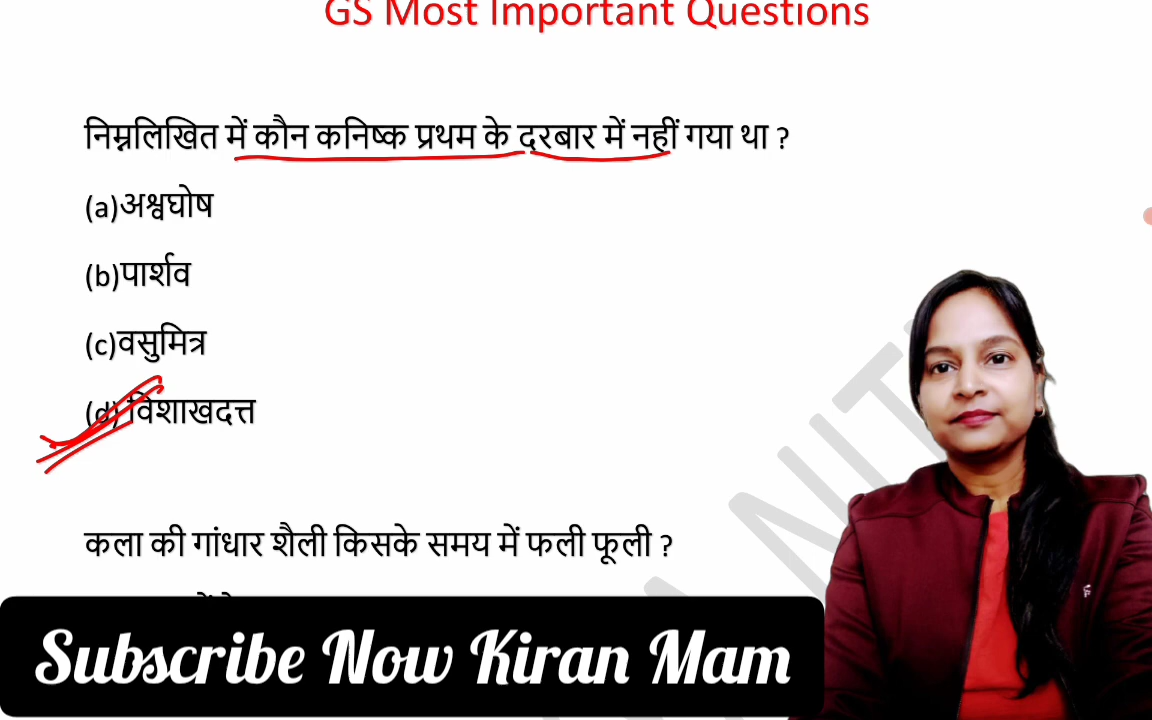 GS Most Important Questions
निम्नलिखित में कौन कनिष्क प्रथम के दरबार में नहीं गया था ?
(a)अश्वघोष
(b)पार्शव
(c)वसुमित्र
(d) विशाखदत्त
कला की गांधार शैली किसके समय में फली फूली ?
Subscribe Now Kiran Mam